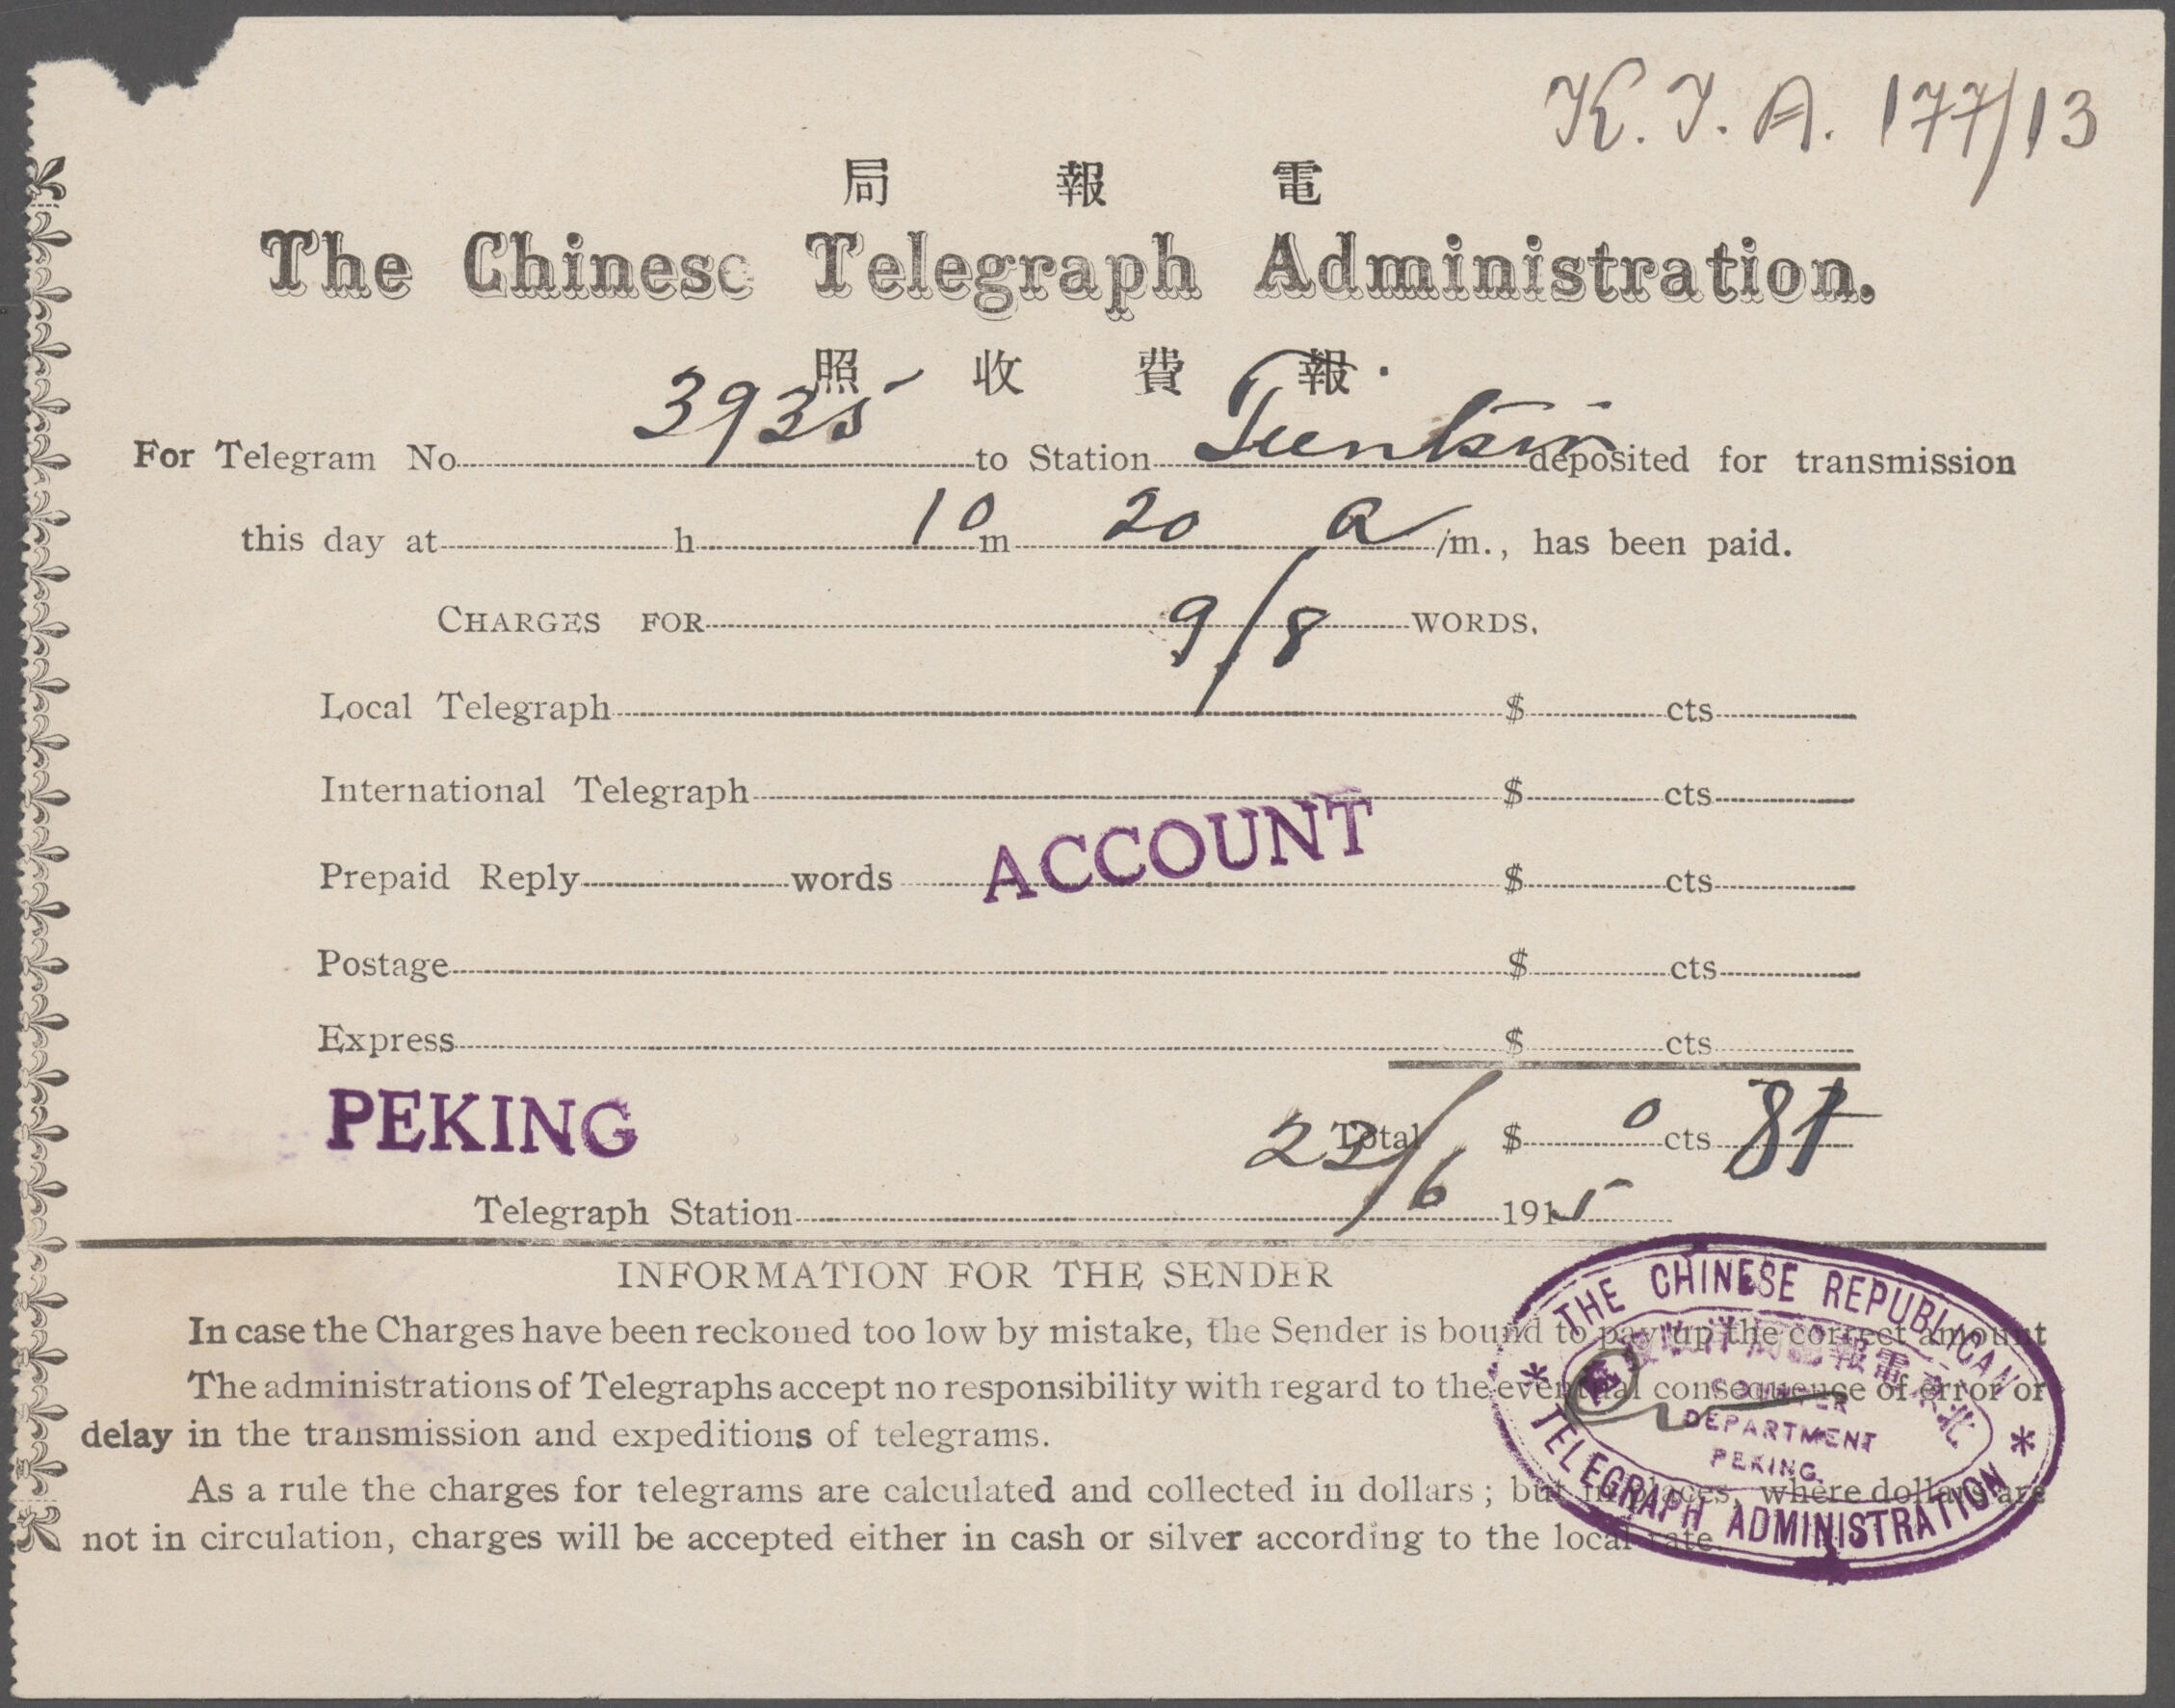 K. J. A. 177/13
局 報 電
The Chinese Telegraph Administration.
照 收 費 報
For Telegram No. 3935 to Station Tientsin deposited for transmission
this day at h 10 m 20 a /m., has been paid.
CHARGES FOR 9/8 WORDS.
Local Telegraph $ cts
International Telegraph $ cts
ACCOUNT
Prepaid Reply words $ cts
Postage $ cts
Express $ cts
PEKING
Total $ 0 cts 81
Telegraph Station 23/6 1915
INFORMATION FOR THE SENDER
In case the Charges have been reckoned too low by mistake, the Sender is bound to pay up the correct amount
The administrations of Telegraphs accept no responsibility with regard to the eventual consequence of error or
delay in the transmission and expeditions of telegrams.
As a rule the charges for telegrams are calculated and collected in dollars ; but in places, where dollars are
not in circulation, charges will be accepted either in cash or silver according to the local rate.
THE CHINESE REPUBLICAN
COUNTER
DEPARTMENT
PEKING.
TELEGRAPH ADMINISTRATION